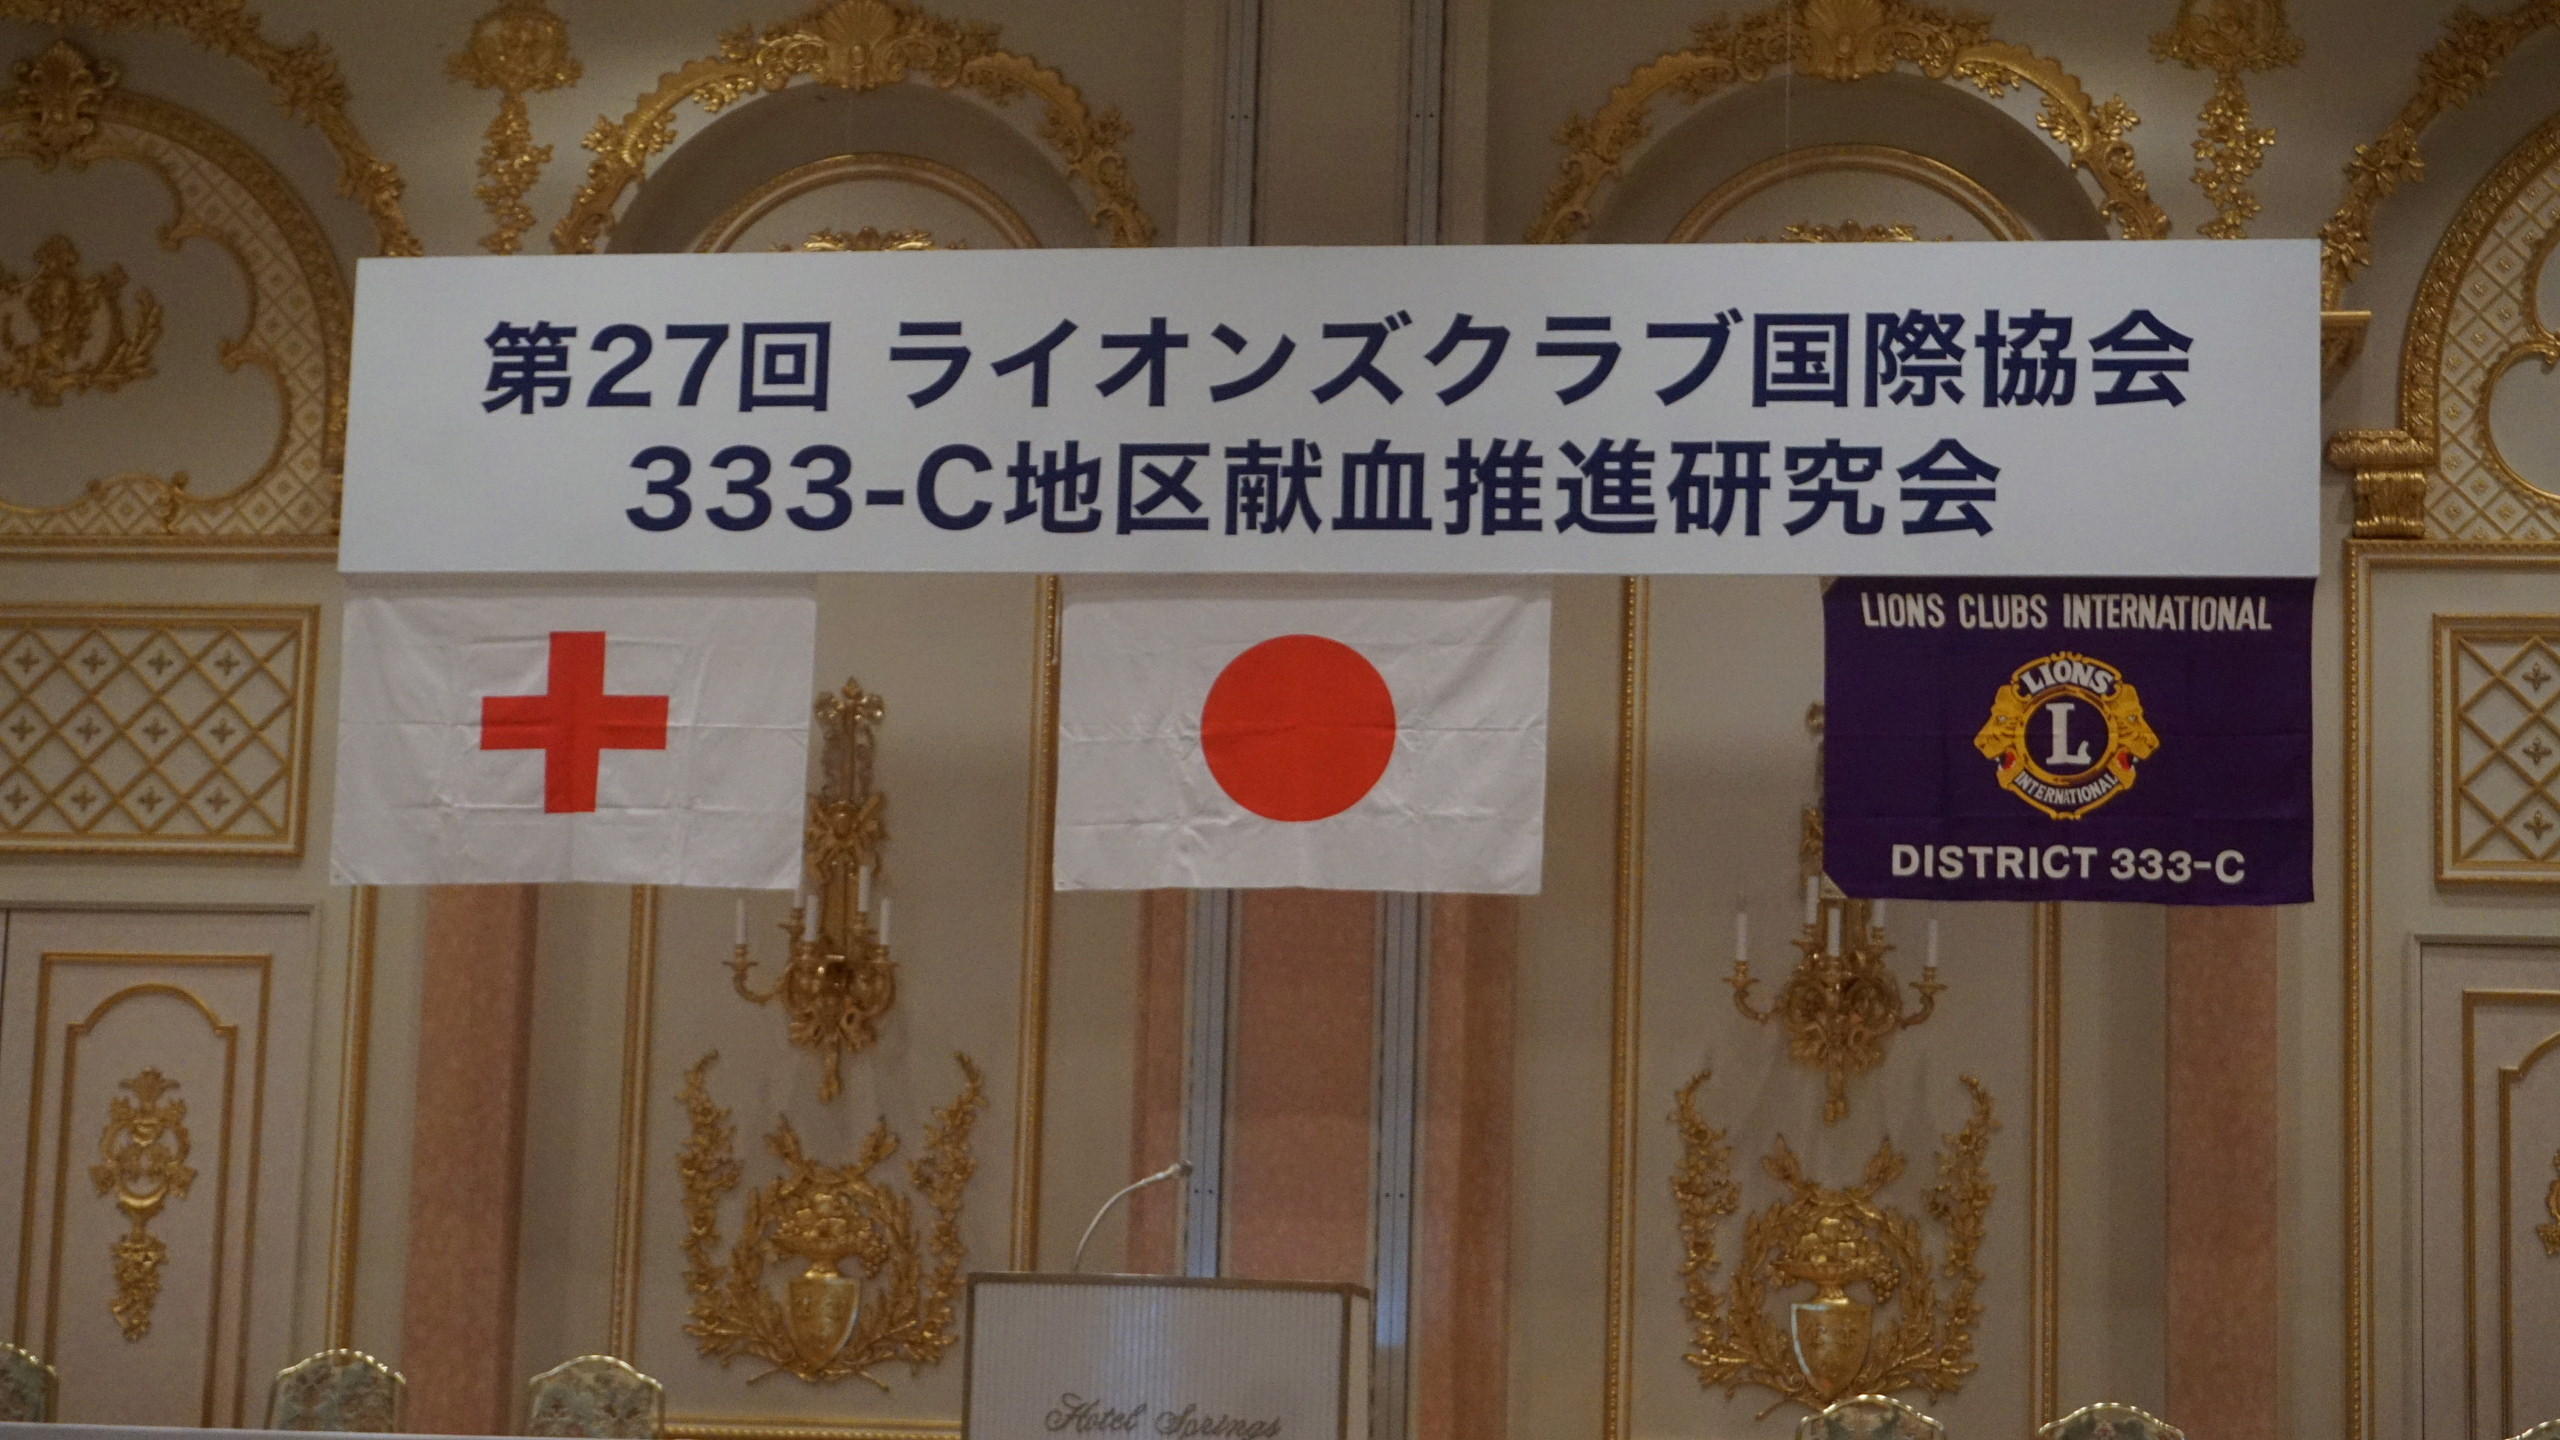 第27回 ライオンズクラブ国際協会
333-C地区献血推進研究会
LIONS CLUBS INTERNATIONAL
LIONS
L
INTERNATIONAL
DISTRICT 333-C
Hotel Springs